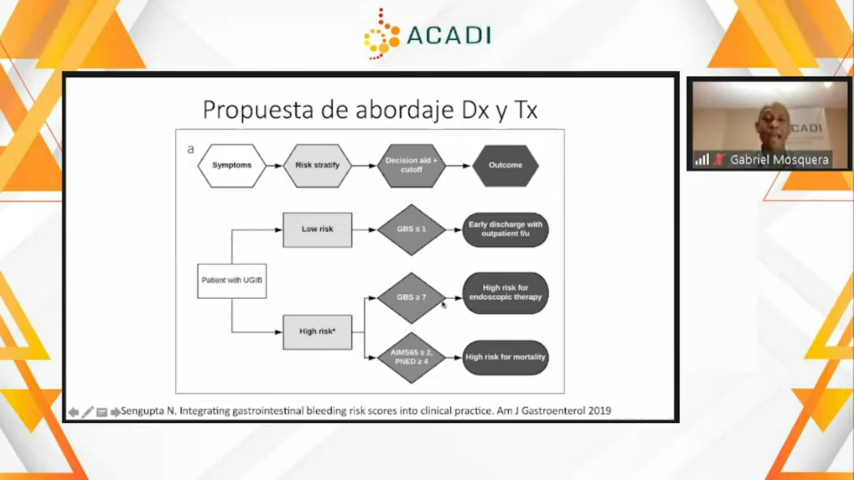 ACADI
Propuesta de abordaje Dx y Tx
a
Symptoms
Risk stratify
Decision aid +
cutoff
Outcome
Low risk
GBS ≤ 1
Early discharge with
outpatient f/u
Patient with UGIB
GBS ≥ 7
High risk for
endoscopic therapy
High risk*
AIMS65 ≥ 2,
PNED ≥ 4
High risk for mortality
Sengupta N. Integrating gastrointestinal bleeding risk scores into clinical practice. Am J Gastroenterol 2019
CADI
Gabriel Mosquera